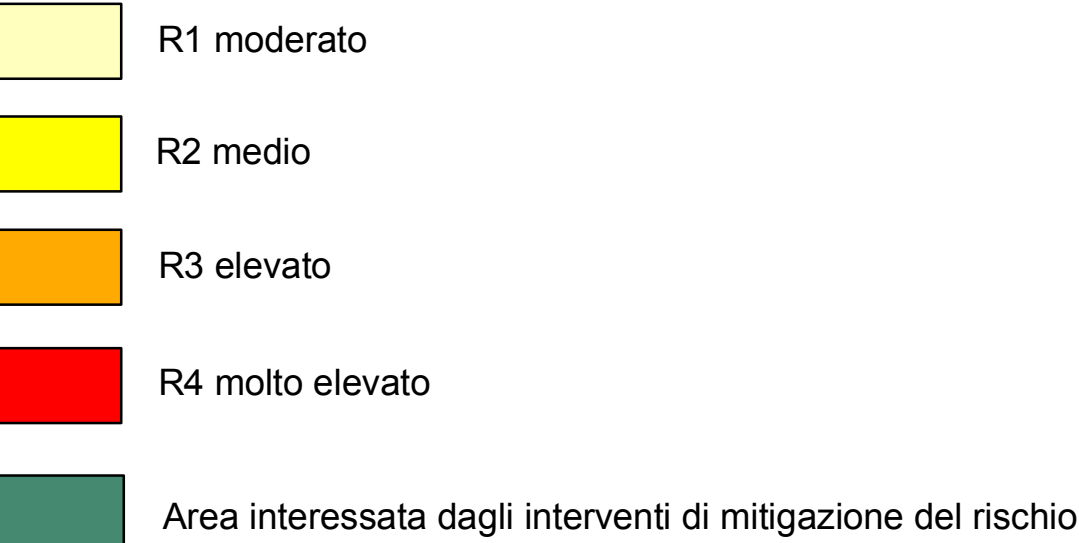 R1 moderato
R2 medio
R3 elevato
R4 molto elevato
Area interessata dagli interventi di mitigazione del rischio